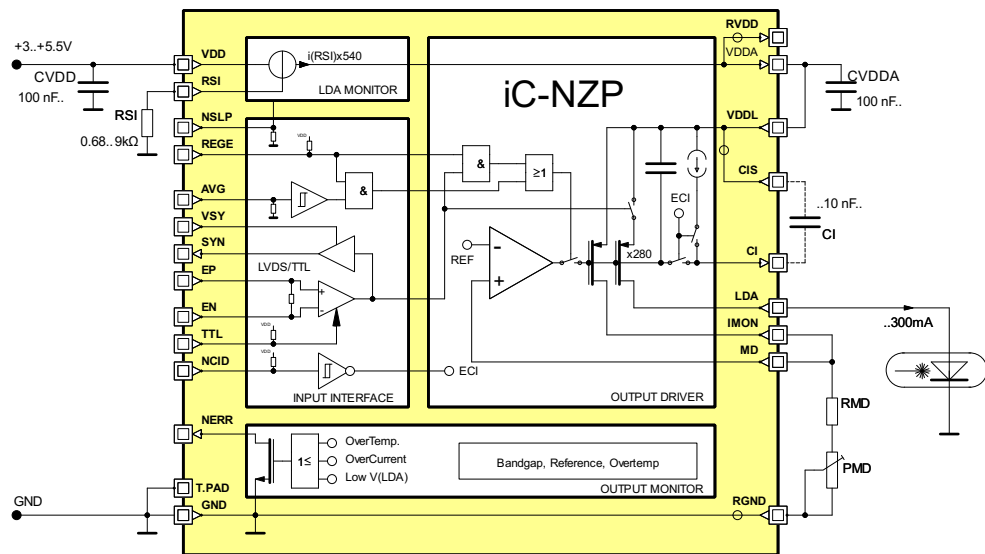 +3..+5.5V
CVDD
100 nF..
RSI
0.68..9kΩ
GND
VDD
RSI
NSLP
REGE
AVG
VSY
SYN
EP
EN
TTL
NCID
NERR
T.PAD
GND
i(RSI)x540
LDA MONITOR
VDD
&
LVDS/TTL
+
-
VDD
VDD
ECI
INPUT INTERFACE
iC-NZP
&
≥1
ECI
REF
-
+
x280
OUTPUT DRIVER
1≤
OverTemp.
OverCurrent
Low V(LDA)
Bandgap, Reference, Overtemp
OUTPUT MONITOR
RVDD
VDDA
VDDL
CIS
CI
LDA
IMON
MD
RGND
CVDDA
100 nF..
..10 nF..
CI
..300mA
RMD
PMD